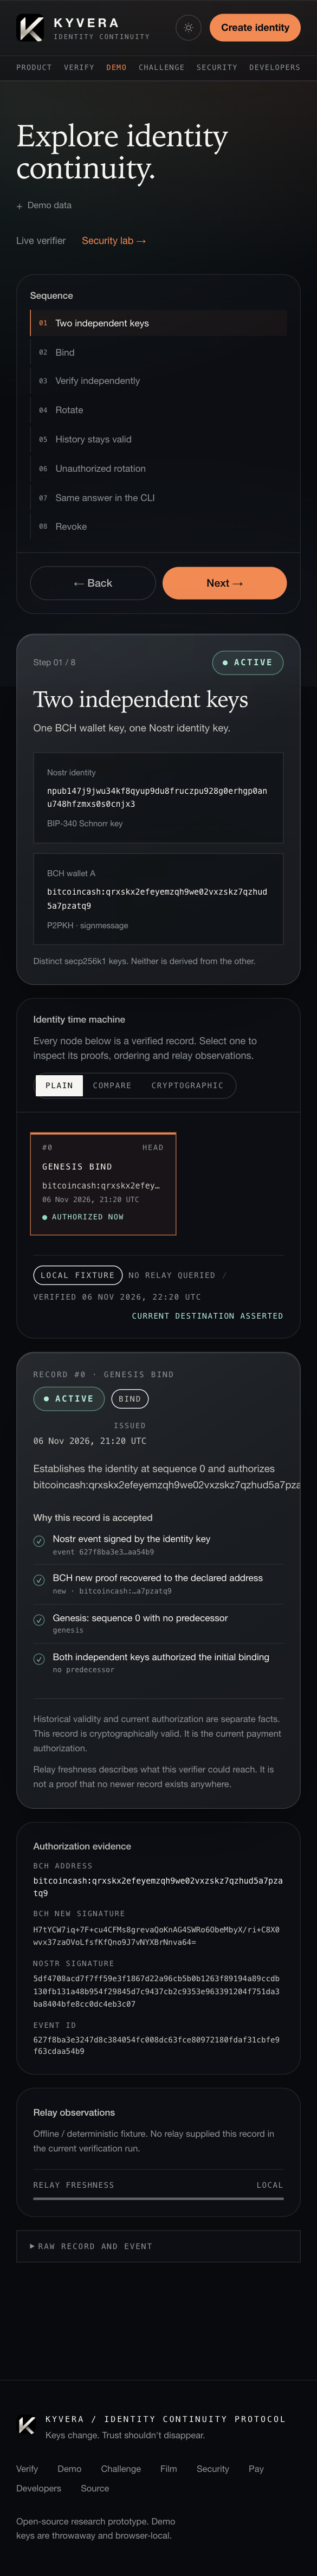 KYVERA
IDENTITY CONTINUITY
Create identity
PRODUCT VERIFY DEMO CHALLENGE SECURITY DEVELOPERS
Explore identity
continuity.
+ Demo data
Live verifier Security lab →
Sequence
01 Two independent keys
02 Bind
03 Verify independently
04 Rotate
05 History stays valid
06 Unauthorized rotation
07 Same answer in the CLI
08 Revoke
← Back Next →
Step 01 / 8 ACTIVE
Two independent keys
One BCH wallet key, one Nostr identity key.
Nostr identity
npub147j9jwu34kf8qyup9du8fruczpu928g0erhgp0an
u748hfzmxs0s0cnjx3
BIP-340 Schnorr key
BCH wallet A
bitcoincash:qrxskx2efeyemzqh9we02vxzskz7qzhud
5a7pzatq9
P2PKH · signmessage
Distinct secp256k1 keys. Neither is derived from the other.
Identity time machine
Every node below is a verified record. Select one to
inspect its proofs, ordering and relay observations.
PLAIN COMPARE CRYPTOGRAPHIC
#0 HEAD
GENESIS BIND
bitcoincash:qrxskx2efey…
06 Nov 2026, 21:20 UTC
AUTHORIZED NOW
LOCAL FIXTURE NO RELAY QUERIED /
VERIFIED 06 NOV 2026, 22:20 UTC
CURRENT DESTINATION ASSERTED
RECORD #0 · GENESIS BIND
ACTIVE BIND
ISSUED
06 Nov 2026, 21:20 UTC
Establishes the identity at sequence 0 and authorizes
bitcoincash:qrxskx2efeyemzqh9we02vxzskz7qzhud5a7pza
Why this record is accepted
Nostr event signed by the identity key
event 627f8ba3e3…aa54b9
BCH new proof recovered to the declared address
new · bitcoincash:…a7pzatq9
Genesis: sequence 0 with no predecessor
genesis
Both independent keys authorized the initial binding
no predecessor
Historical validity and current authorization are separate facts.
This record is cryptographically valid. It is the current payment
authorization.
Relay freshness describes what this verifier could reach. It is
not a proof that no newer record exists anywhere.
Authorization evidence
BCH ADDRESS
bitcoincash:qrxskx2efeyemzqh9we02vxzskz7qzhud5a7pza
tq9
BCH NEW SIGNATURE
H7tYCW7iq+7F+cu4CFMs8grevaQoKnAG4SWRo6ObeMbyX/ri+C8X0
wvx37zaOVoLfsfKfQno9J7vNYXBrNnva64=
NOSTR SIGNATURE
5df4708acd7f7ff59e3f1867d22a96cb5b0b1263f89194a89ccdb
130fb131a48b954f29845d7c9437cb2c9353e963391204f751da3
ba8404bfe8cc0dc4eb3c07
EVENT ID
627f8ba3e3247d8c384054fc008dc63fce80972180fdaf31cbfe9
f63cdaa54b9
Relay observations
Offline / deterministic fixture. No relay supplied this record in
the current verification run.
RELAY FRESHNESS LOCAL
▶ RAW RECORD AND EVENT
KYVERA / IDENTITY CONTINUITY PROTOCOL
Keys change. Trust shouldn't disappear.
Verify Demo Challenge Film Security Pay
Developers Source
Open-source research prototype. Demo
keys are throwaway and browser-local.